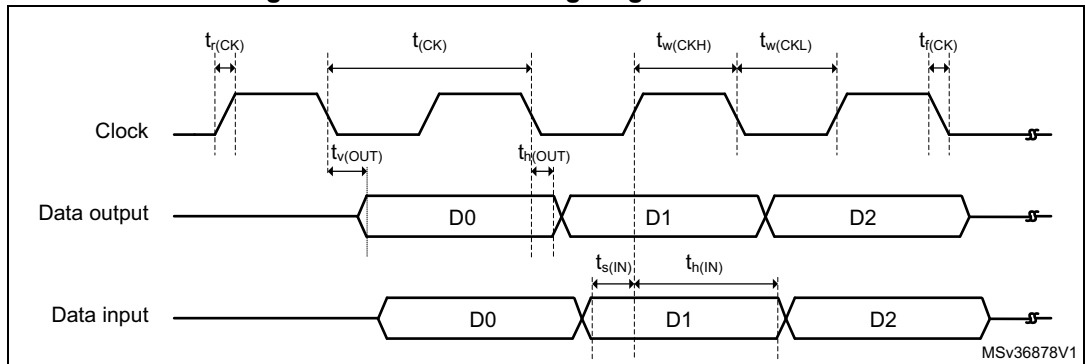 tr(CK) t(CK) tw(CKH) tw(CKL) tf(CK)
Clock
tv(OUT) th(OUT)
Data output D0 D1 D2
ts(IN) th(IN)
Data input D0 D1 D2
MSv36878V1